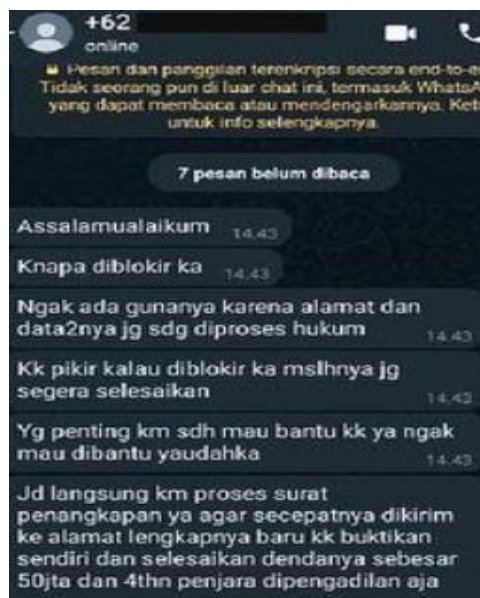 +62
online
Pesan dan panggilan terenkripsi secara end-to-e
Tidak seorang pun di luar chat ini, termasuk WhatsA
yang dapat membaca atau mendengarkannya. Ket
untuk info selengkapnya.
7 pesan belum dibaca
Assalamualaikum 14.43
Knapa diblokir ka 14.43
Ngak ada gunanya karena alamat dan
data2nya jg sdg diproses hukum 14.43
Kk pikir kalau diblokir ka mslhnya jg
segera selesaikan 14.43
Yg penting km sdh mau bantu kk ya ngak
mau dibantu yaudahka 14.43
Jd langsung km proses surat
penangkapan ya agar secepatnya dikirim
ke alamat lengkapnya baru kk buktikan
sendiri dan selesaikan dendanya sebesar
50jta dan 4thn penjara dipengadilan aja